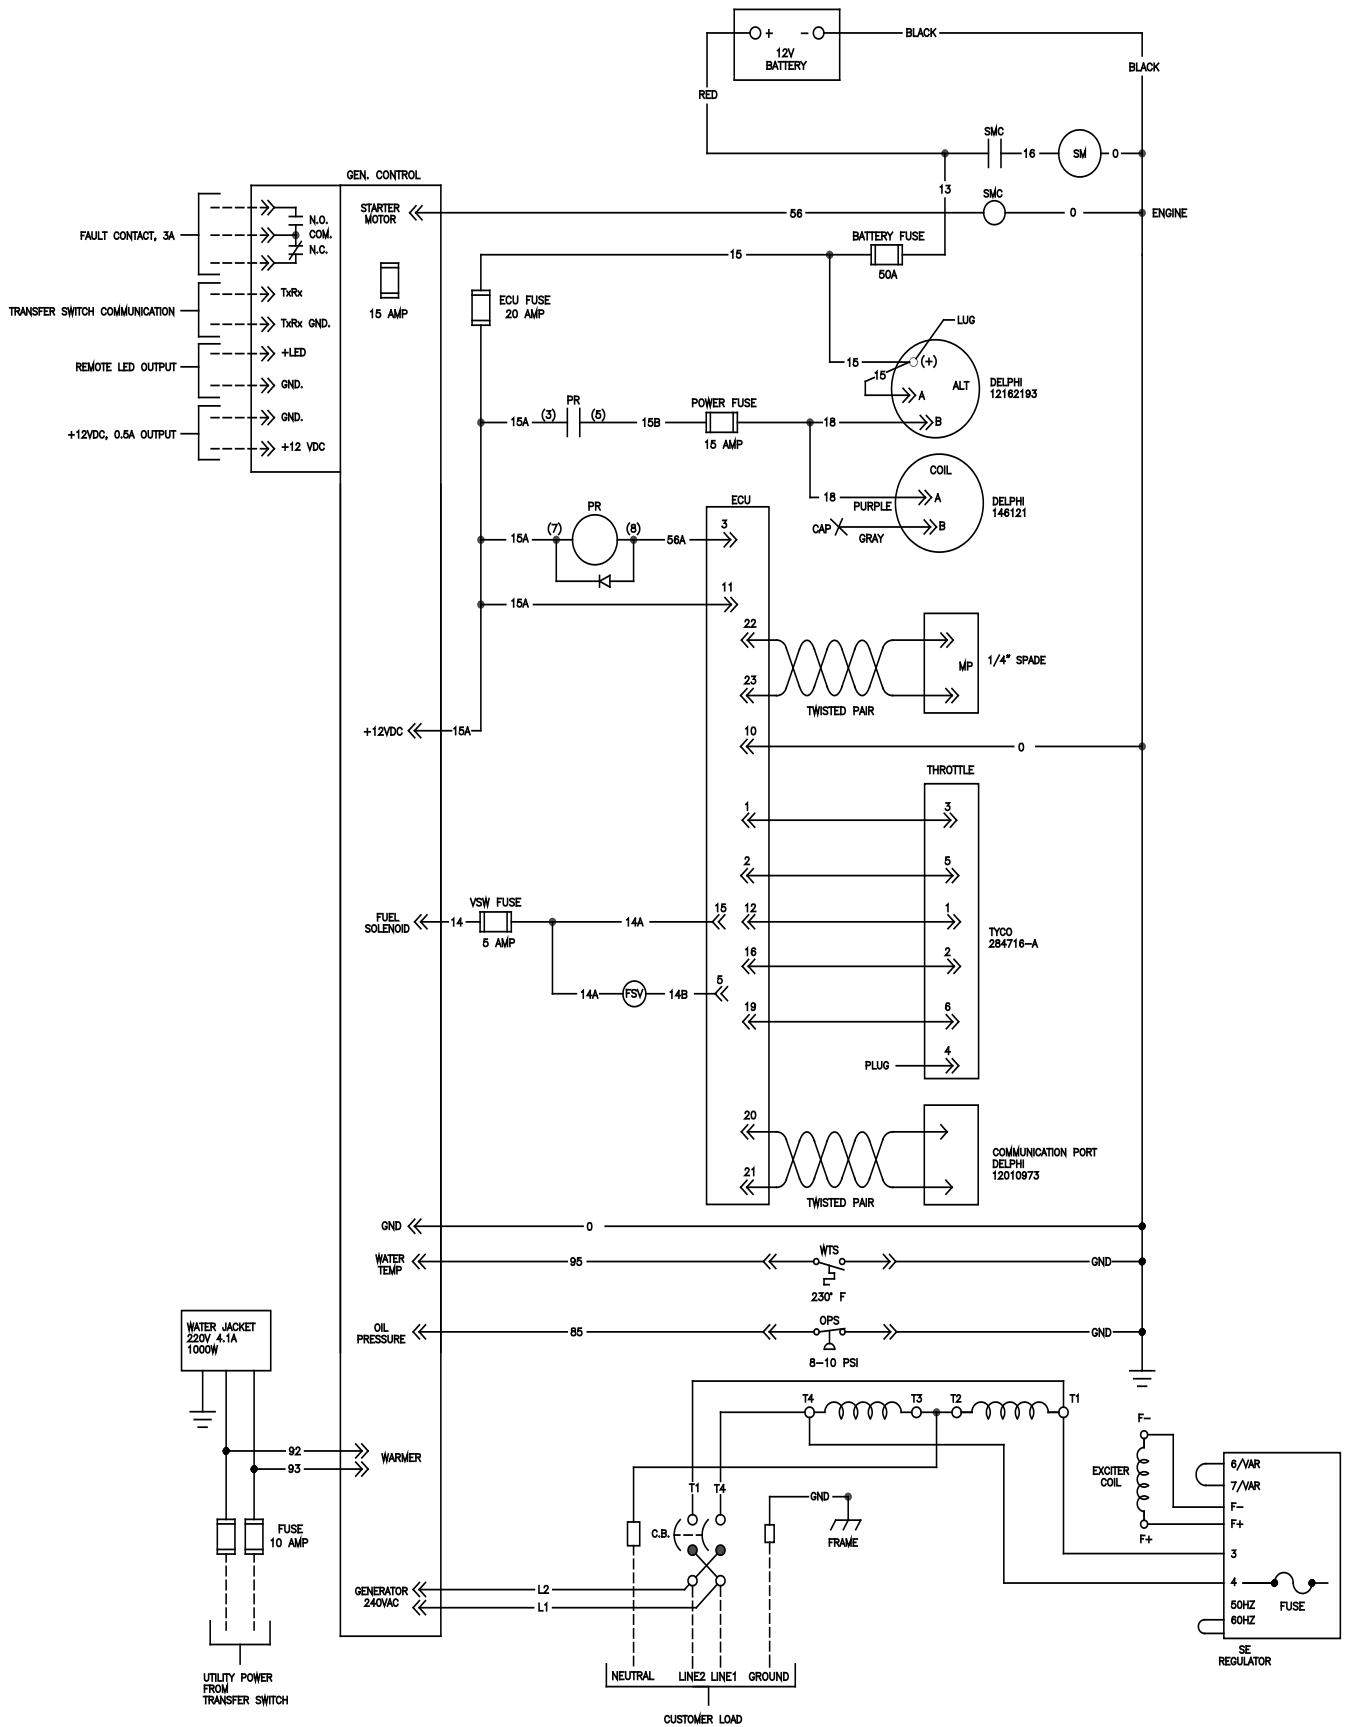 + −
12V
BATTERY
BLACK
BLACK
RED
SMC
16
SM
0
13
GEN. CONTROL
STARTER
MOTOR
56
SMC
0
ENGINE
FAULT CONTACT, 3A
N.O.
COM.
N.C.
BATTERY FUSE
50A
15
15 AMP
ECU FUSE
20 AMP
TRANSFER SWITCH COMMUNICATION
TxRx
TxRx GND.
REMOTE LED OUTPUT
+LED
GND.
+12VDC, 0.5A OUTPUT
GND.
+12 VDC
LUG
15
(+)
15
A
ALT
B
DELPHI
12162193
15A
(3)
PR
(5)
15B
POWER FUSE
15 AMP
18
COIL
18
A
PURPLE
CAP
B
GRAY
DELPHI
146121
ECU
PR
15A
(7)
(8)
56A
3
15A
11
22
23
TWISTED PAIR
MP
1/4" SPADE
+12VDC
15A
10
0
THROTTLE
1
3
2
5
FUEL
SOLENOID
14
VSW FUSE
5 AMP
14A
15
12
1
TYCO
284716-A
16
2
14A
FSV
14B
5
19
6
PLUG
4
20
21
TWISTED PAIR
COMMUNICATION PORT
DELPHI
12010973
GND
0
WATER
TEMP
95
WTS
230° F
GND
OIL
PRESSURE
85
OPS
8-10 PSI
GND
WATER JACKET
220V 4.1A
1000W
92
93
WARMER
FUSE
10 AMP
UTILITY POWER
FROM
TRANSFER SWITCH
T4
T3
T2
T1
T1
T4
C.B.
GND
FRAME
GENERATOR
240VAC
L2
L1
NEUTRAL
LINE2
LINE1
GROUND
CUSTOMER LOAD
F-
EXCITER
COIL
F+
6/VAR
7/VAR
F-
F+
3
4
FUSE
50HZ
60HZ
SE
REGULATOR